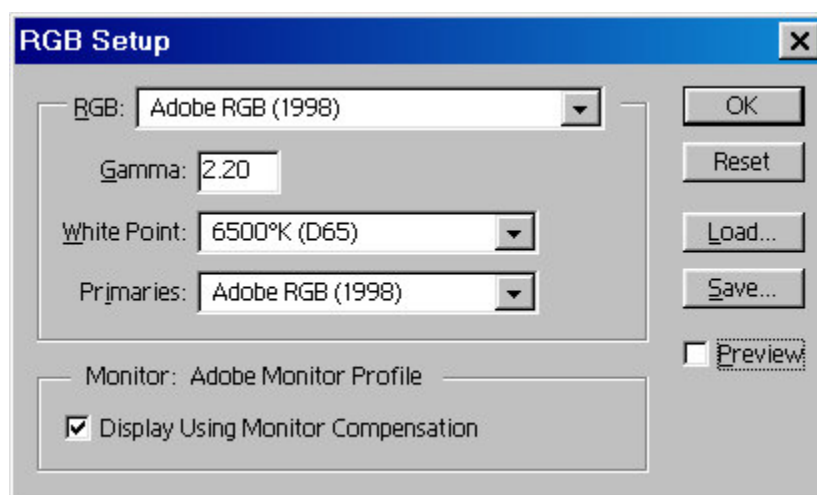 RGB Setup
RGB: Adobe RGB (1998)
OK
Gamma: 2.20
Reset
White Point: 6500°K (D65)
Load...
Primaries: Adobe RGB (1998)
Save...
Preview
Monitor: Adobe Monitor Profile
Display Using Monitor Compensation